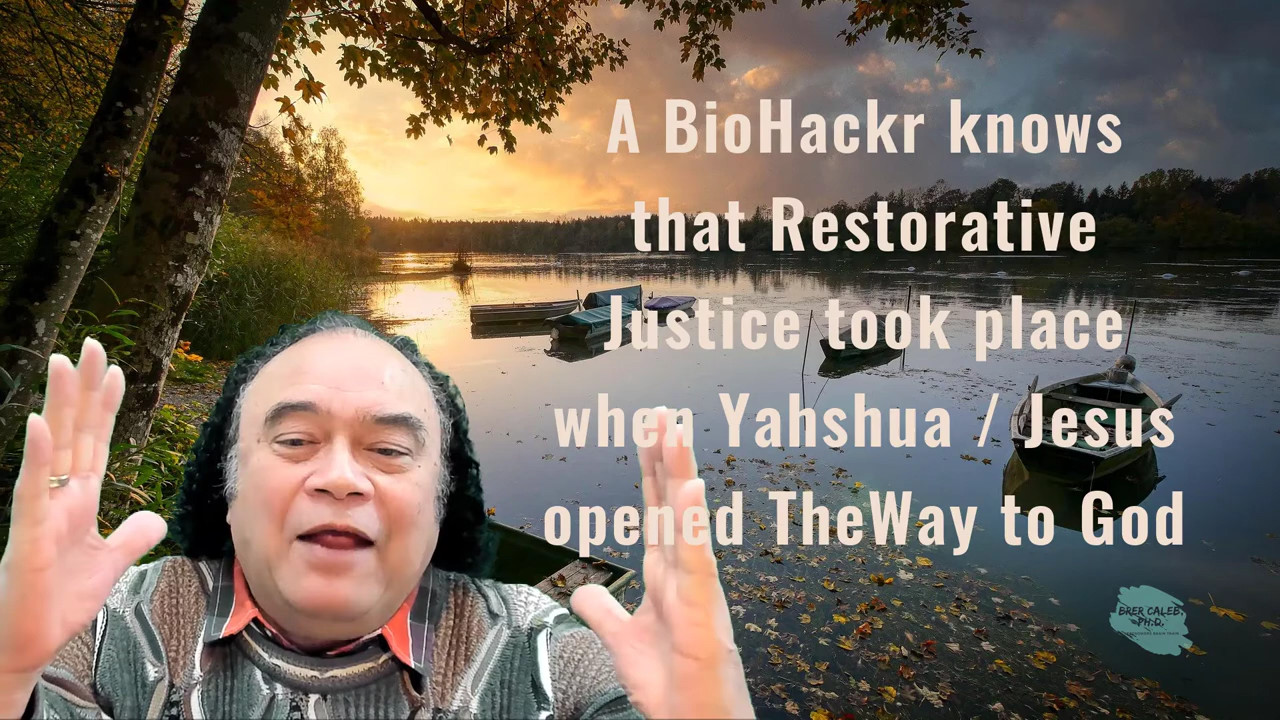 A BioHackr knows
that Restorative
Justice took place
when Yahshua / Jesus
opened TheWay to God
BRER CALEB,
PH.D.